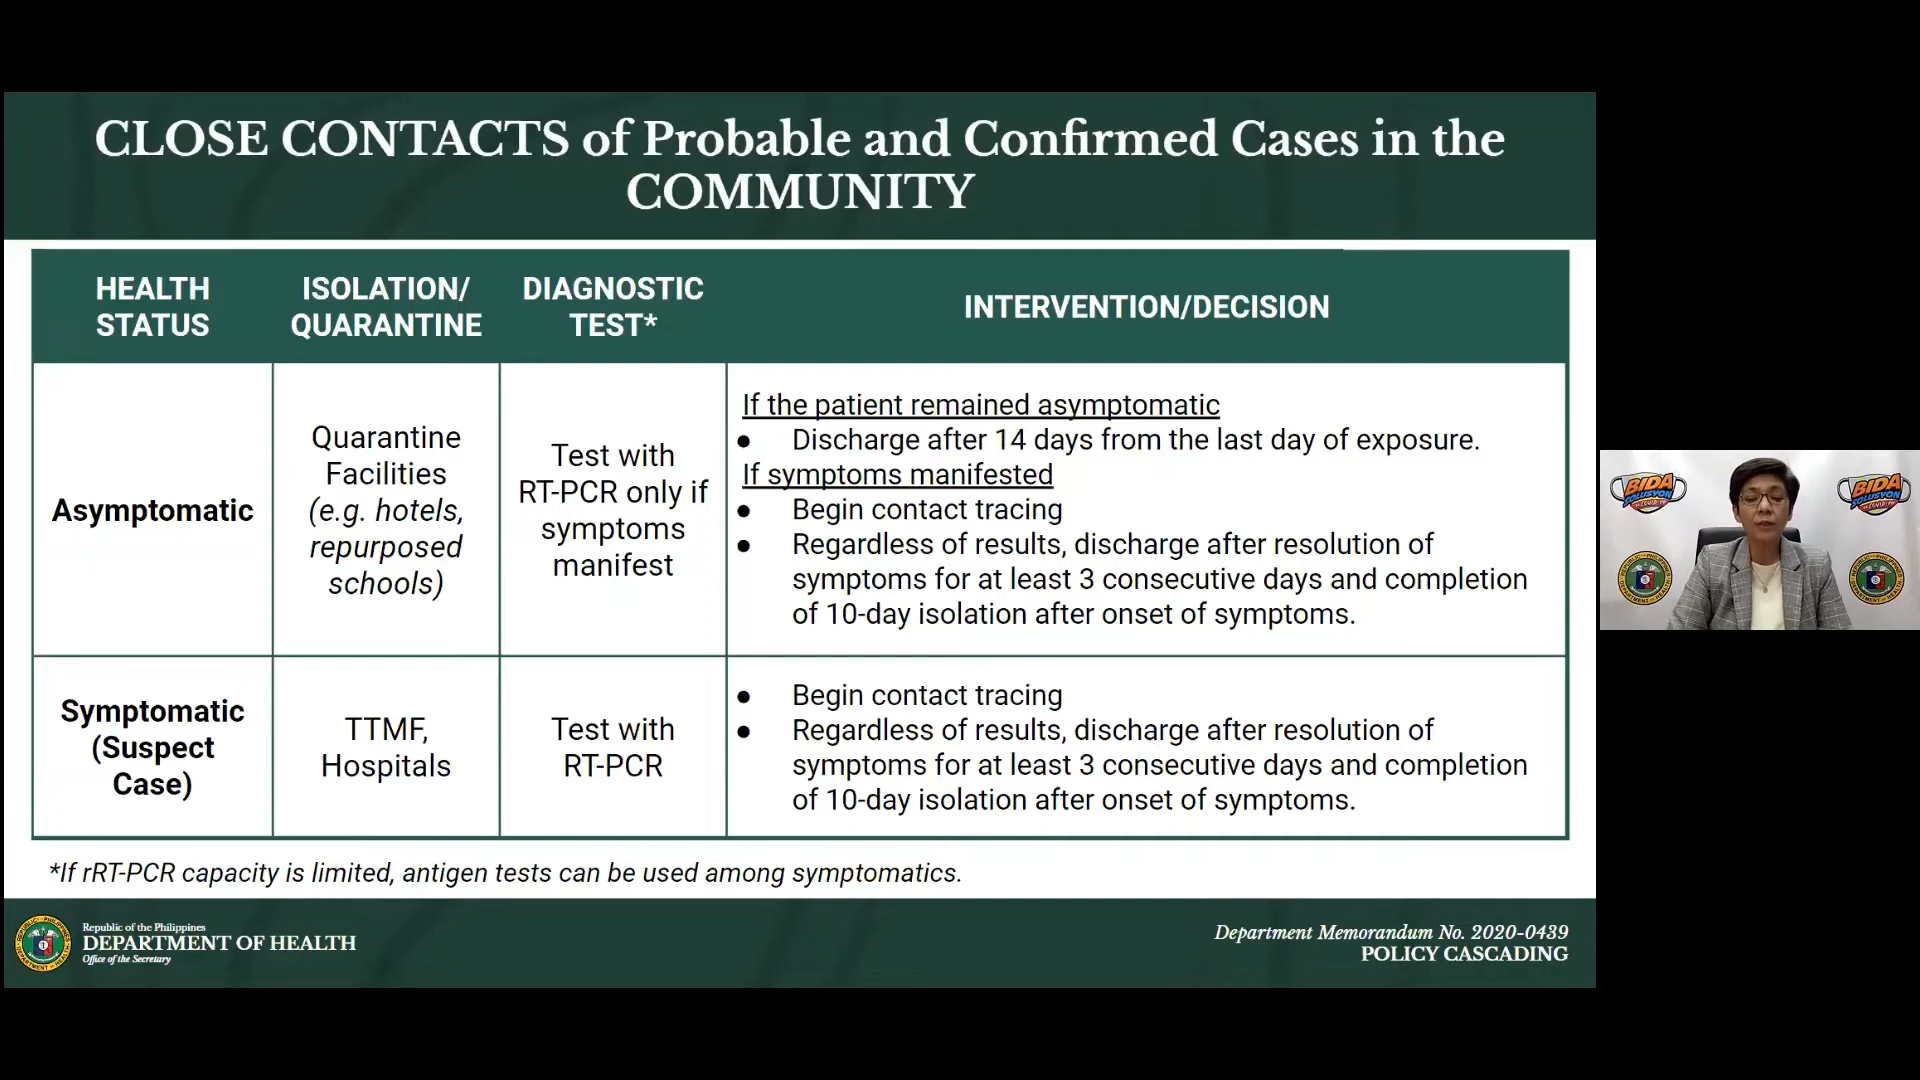 CLOSE CONTACTS of Probable and Confirmed Cases in the
COMMUNITY
HEALTH
STATUS
ISOLATION/
QUARANTINE
DIAGNOSTIC
TEST*
INTERVENTION/DECISION
Asymptomatic
Quarantine
Facilities
(e.g. hotels,
repurposed
schools)
Test with
RT-PCR only if
symptoms
manifest
If the patient remained asymptomatic
● Discharge after 14 days from the last day of exposure.
If symptoms manifested
● Begin contact tracing
● Regardless of results, discharge after resolution of
symptoms for at least 3 consecutive days and completion
of 10-day isolation after onset of symptoms.
Symptomatic
(Suspect
Case)
TTMF,
Hospitals
Test with
RT-PCR
● Begin contact tracing
● Regardless of results, discharge after resolution of
symptoms for at least 3 consecutive days and completion
of 10-day isolation after onset of symptoms.
*If rRT-PCR capacity is limited, antigen tests can be used among symptomatics.
Republic of the Philippines
DEPARTMENT OF HEALTH
Office of the Secretary
Department Memorandum No. 2020-0439
POLICY CASCADING
BIDA
SOLUSYON
BIDA
SOLUSYON